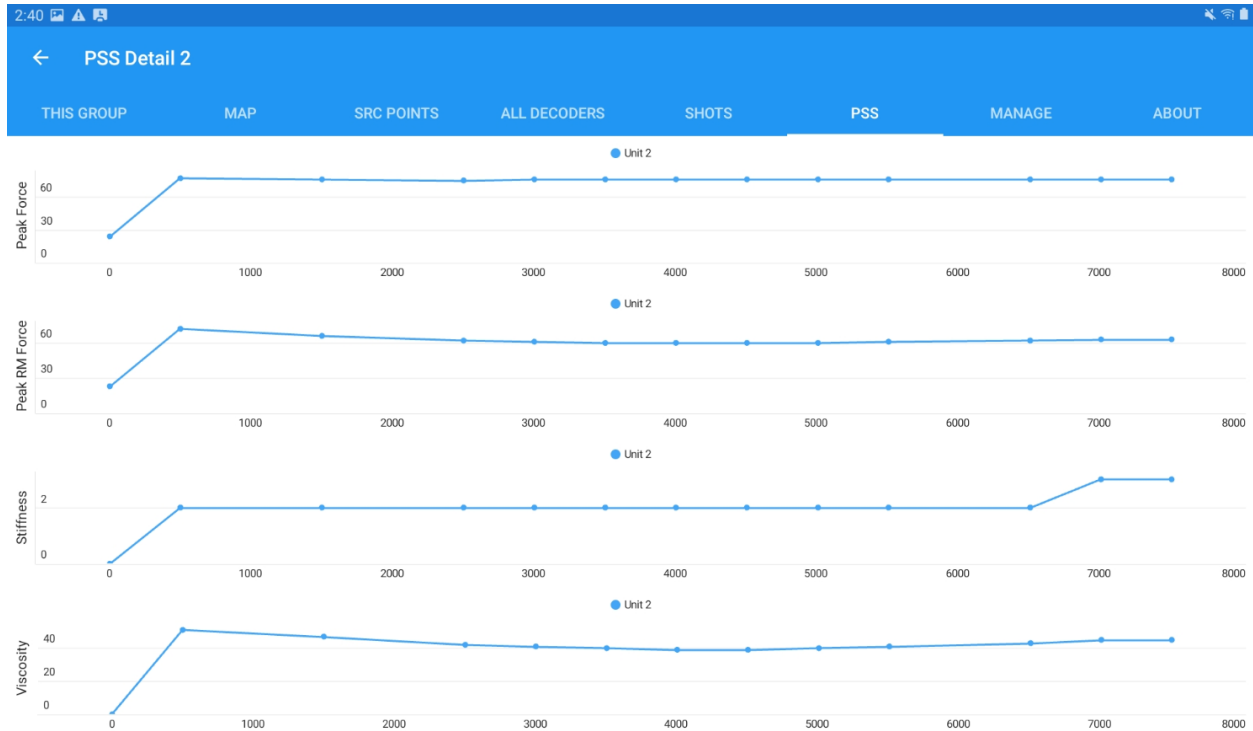 2:40
PSS Detail 2
THIS GROUP MAP SRC POINTS ALL DECODERS SHOTS PSS MANAGE ABOUT
Unit 2
Peak Force
60
30
0
0 1000 2000 3000 4000 5000 6000 7000 8000
Unit 2
Peak RM Force
60
30
0
0 1000 2000 3000 4000 5000 6000 7000 8000
Unit 2
Stiffness
2
0
0 1000 2000 3000 4000 5000 6000 7000 8000
Unit 2
Viscosity
40
20
0
0 1000 2000 3000 4000 5000 6000 7000 8000